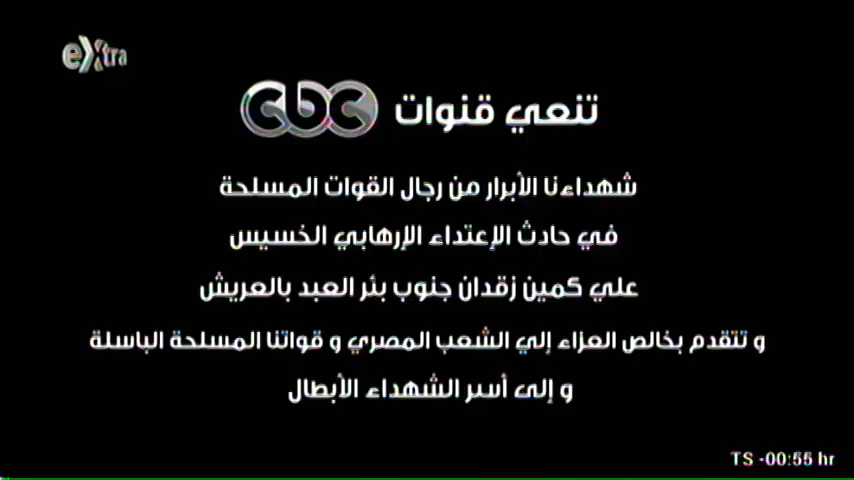 eXtra
تنعي قنوات cbc
شهداءنا الأبرار من رجال القوات المسلحة
في حادث الإعتداء الإرهابي الخسيس
علي كمين زقدان جنوب بئر العبد بالعريش
و تتقدم بخالص العزاء إلي الشعب المصري و قواتنا المسلحة الباسلة
و إلى أسر الشهداء الأبطال
TS -00:55 hr